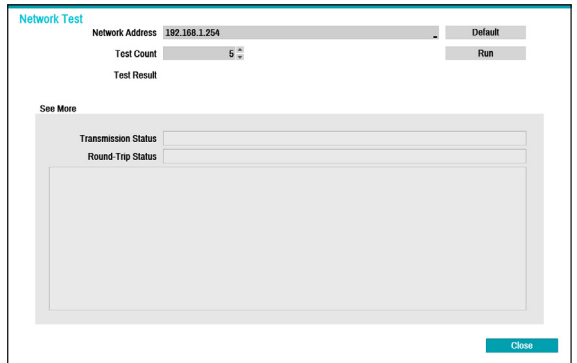 Network Test
Network Address 192.168.1.254 Default
Test Count 5 Run
Test Result
See More
Transmission Status
Round-Trip Status
Close